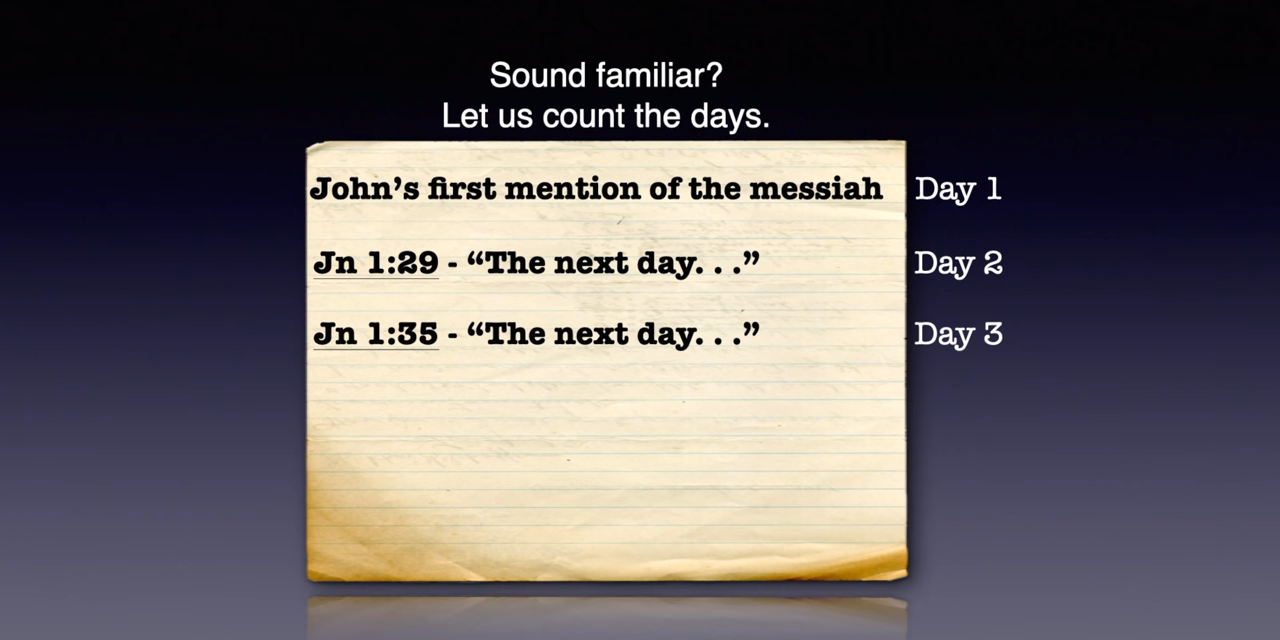 Sound familiar?
Let us count the days.
John’s first mention of the messiah Day 1
Jn 1:29 - “The next day. . .” Day 2
Jn 1:35 - “The next day. . .” Day 3